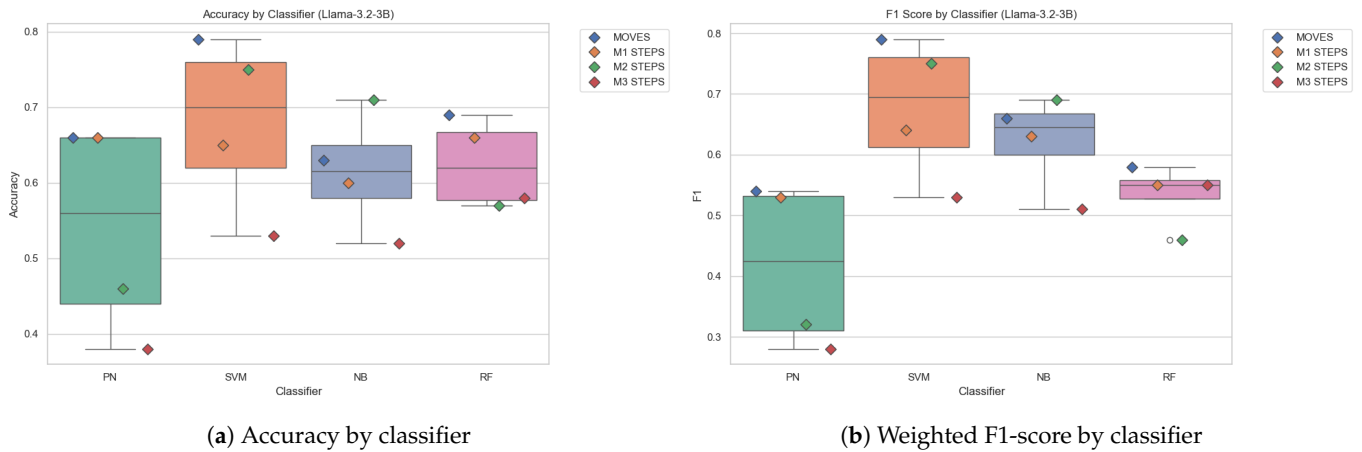 Accuracy by Classifier (Llama-3.2-3B)
0.8
0.7
0.6
0.5
0.4
Accuracy
PN
SVM
NB
RF
Classifier
MOVES
M1 STEPS
M2 STEPS
M3 STEPS
(a) Accuracy by classifier
F1 Score by Classifier (Llama-3.2-3B)
0.8
0.7
0.6
0.5
0.4
0.3
F1
PN
SVM
NB
RF
Classifier
MOVES
M1 STEPS
M2 STEPS
M3 STEPS
(b) Weighted F1-score by classifier